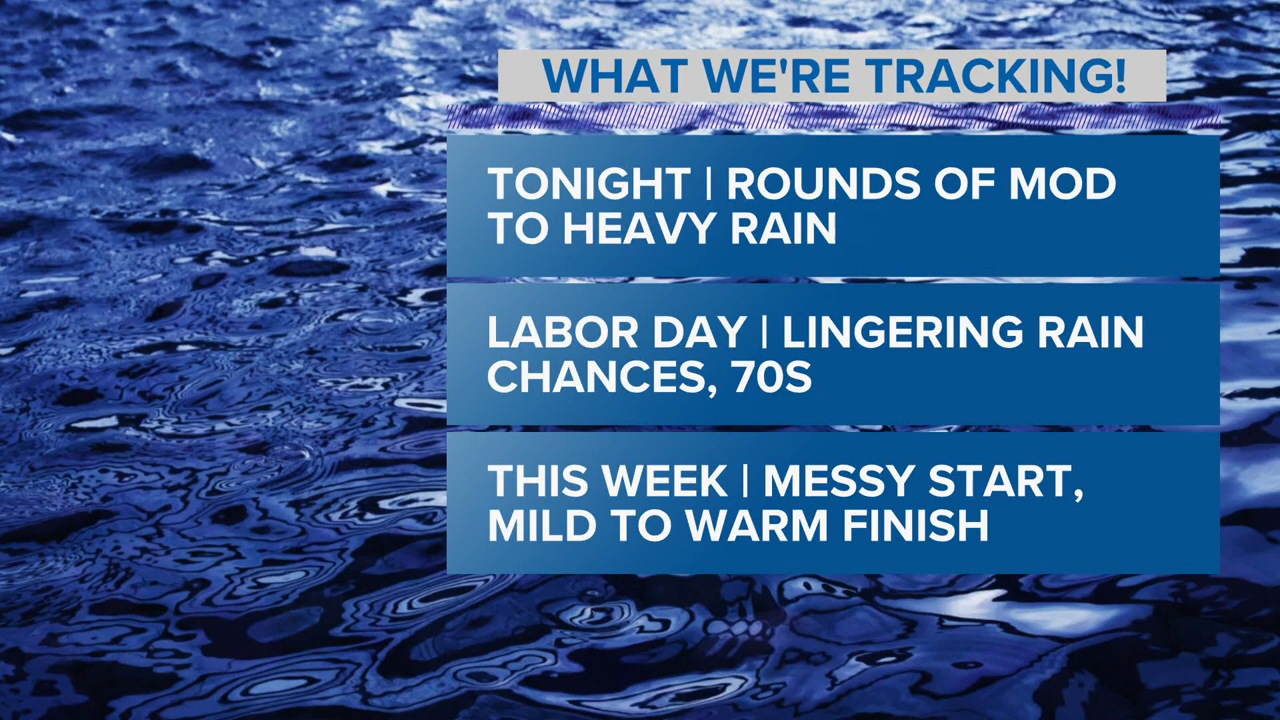 WHAT WE'RE TRACKING!
TONIGHT | ROUNDS OF MOD
TO HEAVY RAIN
LABOR DAY | LINGERING RAIN
CHANCES, 70S
THIS WEEK | MESSY START,
MILD TO WARM FINISH